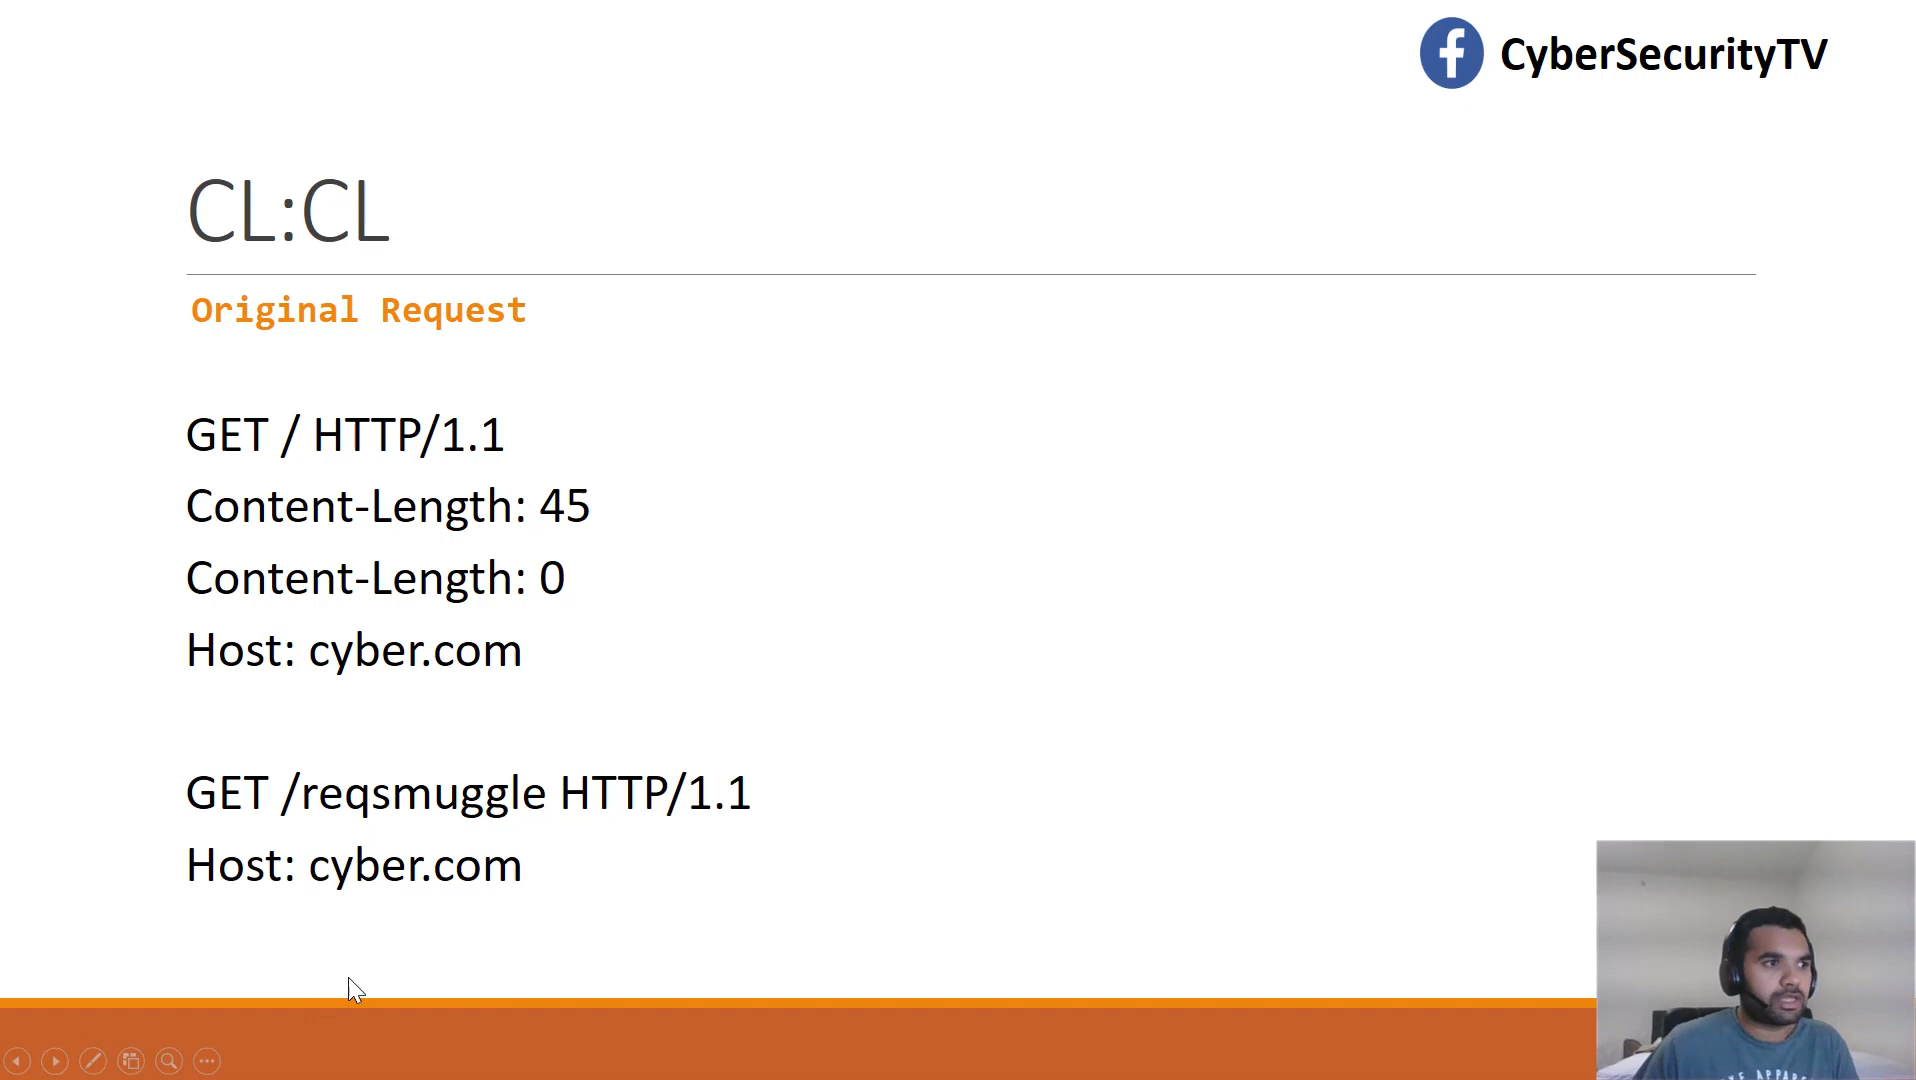 CyberSecurityTV
CL:CL
Original Request
GET / HTTP/1.1
Content-Length: 45
Content-Length: 0
Host: cyber.com
GET /reqsmuggle HTTP/1.1
Host: cyber.com